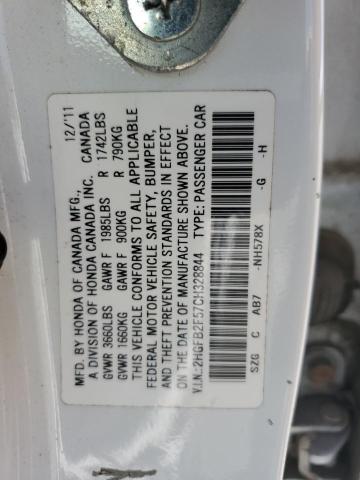 MFD. BY HONDA OF CANADA MFG., 12/'11
A DIVISION OF HONDA CANADA INC. CANADA
GVWR 3660LBS GAWR F 1985LBS R 1742LBS
GVWR 1660KG GAWR F 900KG R 790KG
THIS VEHICLE CONFORMS TO ALL APPLICABLE
FEDERAL MOTOR VEHICLE SAFETY, BUMPER,
AND THEFT PREVENTION STANDARDS IN EFFECT
ON THE DATE OF MANUFACTURE SHOWN ABOVE.
V.I.N.:2HGFB2F57CH328844 TYPE: PASSENGER CAR
SZG C AB7 -NH578X -G -H